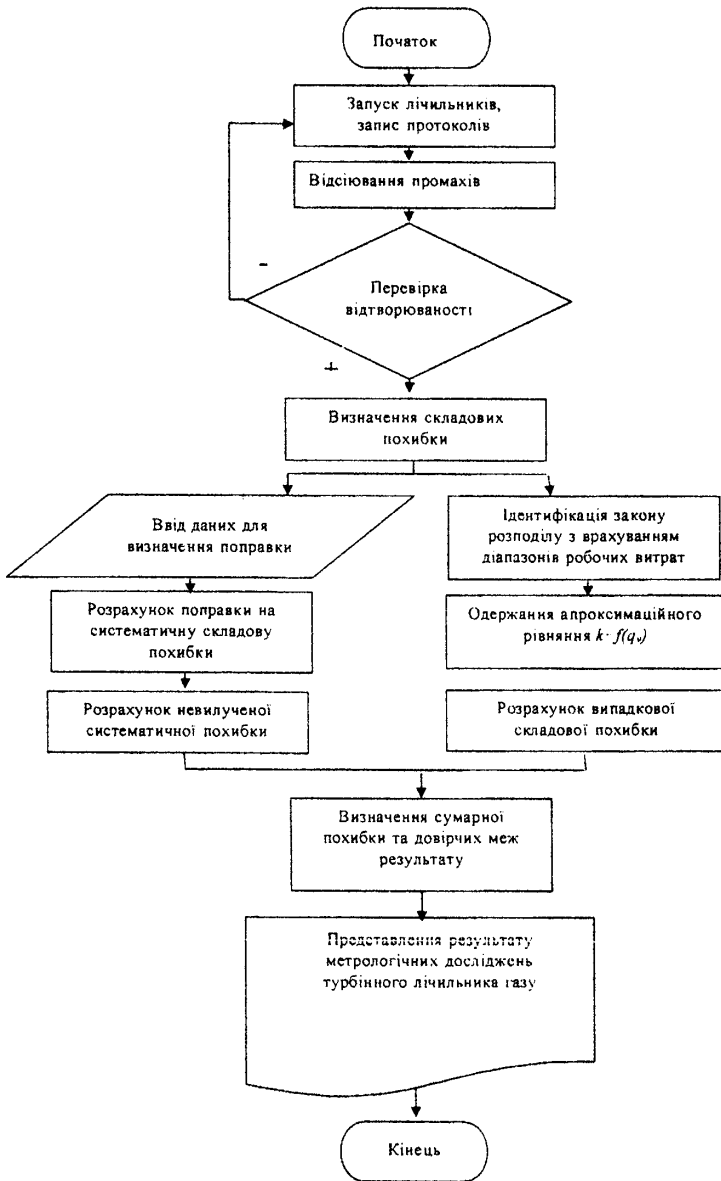 Початок
Запуск лічильників,
запис протоколів
Відсіювання промахів
-
Перевірка
відтворюваності
+
Визначення складових
похибки
Ввід даних для
визначення поправки
Ідентифікація закону
розподілу з врахуванням
діапазонів робочих витрат
Розрахунок поправки на
систематичну складову
похибки
Одержання апроксимаційного
рівняння k- f(qᵥ)
Розрахунок невилученої
систематичної похибки
Розрахунок випадкової
складової похибки
Визначення сумарної
похибки та довірчих меж
результату
Представлення результату
метрологічних досліджень
турбінного лічильника газу
Кінець